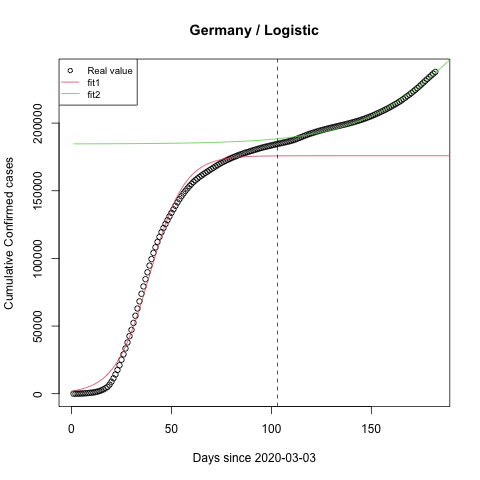 Germany / Logistic
Real value
fit1
fit2
Cumulative Confirmed cases
200000
150000
100000
50000
0
0 50 100 150
Days since 2020-03-03